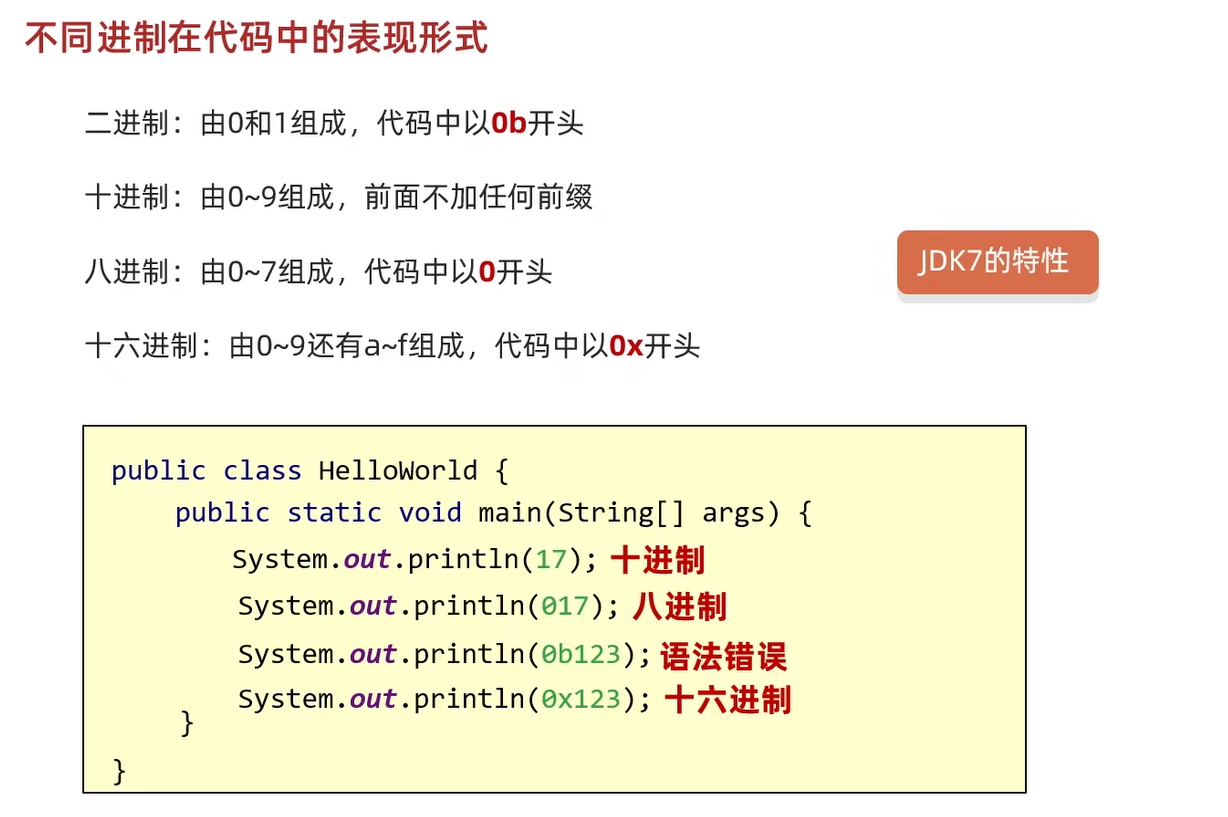 不同进制在代码中的表现形式
二进制：由0和1组成，代码中以0b开头
十进制：由0~9组成，前面不加任何前缀
八进制：由0~7组成，代码中以0开头
JDK7的特性
十六进制：由0~9还有a~f组成，代码中以0x开头
public class HelloWorld {
public static void main(String[] args) {
System.out.println(17); 十进制
System.out.println(017); 八进制
System.out.println(0b123); 语法错误
System.out.println(0x123); 十六进制
}
}